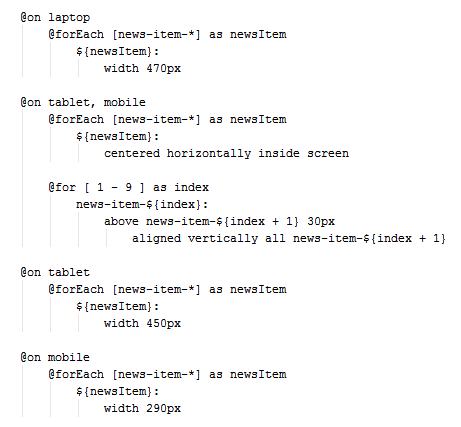 @on laptop
@forEach [news-item-*] as newsItem
${newsItem}:
width 470px
@on tablet, mobile
@forEach [news-item-*] as newsItem
${newsItem}:
centered horizontally inside screen
@for [ 1 - 9 ] as index
news-item-${index}:
above news-item-${index + 1} 30px
aligned vertically all news-item-${index + 1}
@on tablet
@forEach [news-item-*] as newsItem
${newsItem}:
width 450px
@on mobile
@forEach [news-item-*] as newsItem
${newsItem}:
width 290px